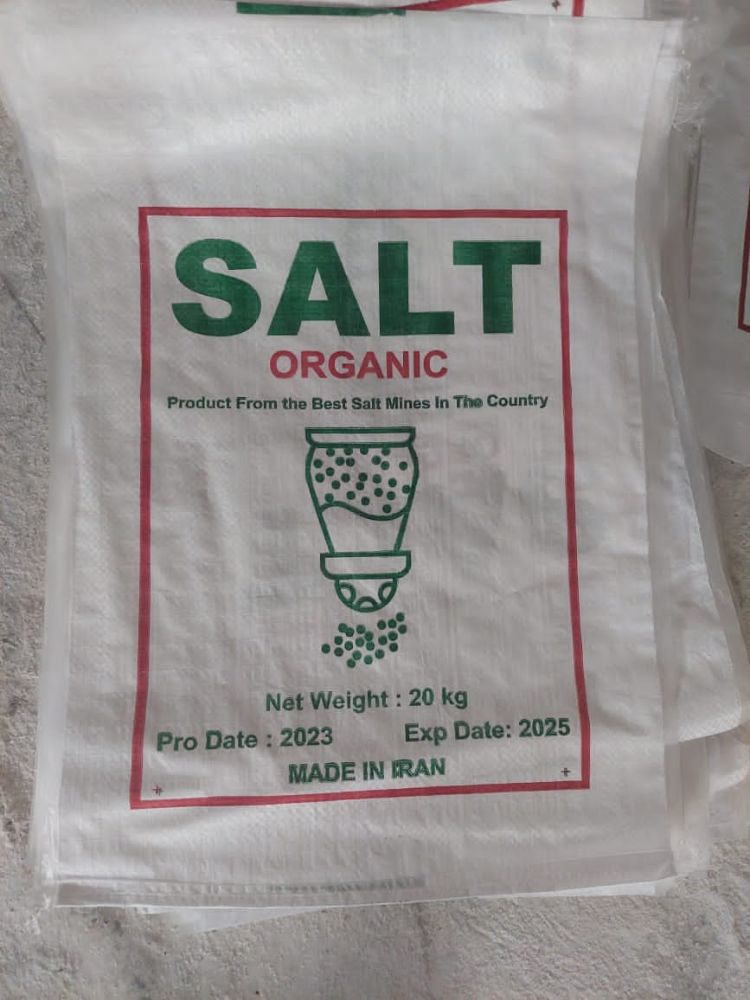 SALT
ORGANIC
Product From the Best Salt Mines In The Country
Net Weight : 20 kg
Pro Date : 2023 Exp Date: 2025
MADE IN IRAN